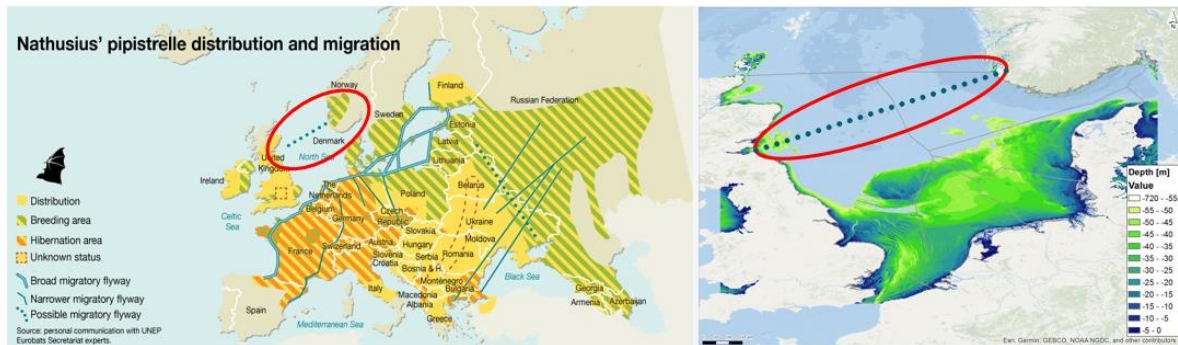 Nathusius' pipistrelle distribution and migration
Norway
Finland
Sweden
Russian Federation
Estonia
Denmark
Latvia
North Sea
Lithuania
United
Kingdom
Ireland
The
Netherlands
Belarus
Belgium
Poland
Germany
Celtic
Sea
Czech
Republic
Ukraine
Slovakia
France
Austria
Moldova
Switzerland
Hungary
Slovenia
Croatia
Romania
Serbia
Bosnia & H.
Montenegro
Bulgaria
Black Sea
Italy
Macedonia
Albania
Georgia
Armenia
Azerbaijan
Spain
Greece
Mediterranean Sea
Distribution
Breeding area
Hibernation area
Unknown status
Broad migratory flyway
Narrower migratory flyway
Possible migratory flyway
Source: personal communication with UNEP
Eurobats Secretariat experts.
Depth [m]
Value
-720 - -55
-55 - -50
-50 - -45
-45 - -40
-40 - -35
-35 - -30
-30 - -25
-25 - -20
-20 - -15
-15 - -10
-10 - -5
-5 - 0
Esri, Garmin, GEBCO, NOAA NGDC, and other contributors